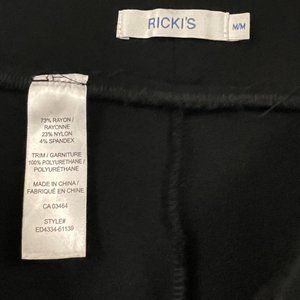 RICKI'S
M/M
73% RAYON /
RAYONNE
23% NYLON
4% SPANDEX
TRIM / GARNITURE
100% POLYURETHANE /
POLYURÉTHANE
MADE IN CHINA /
FABRIQUÉ EN CHINE
CA 03464
STYLE#
ED4334-61139